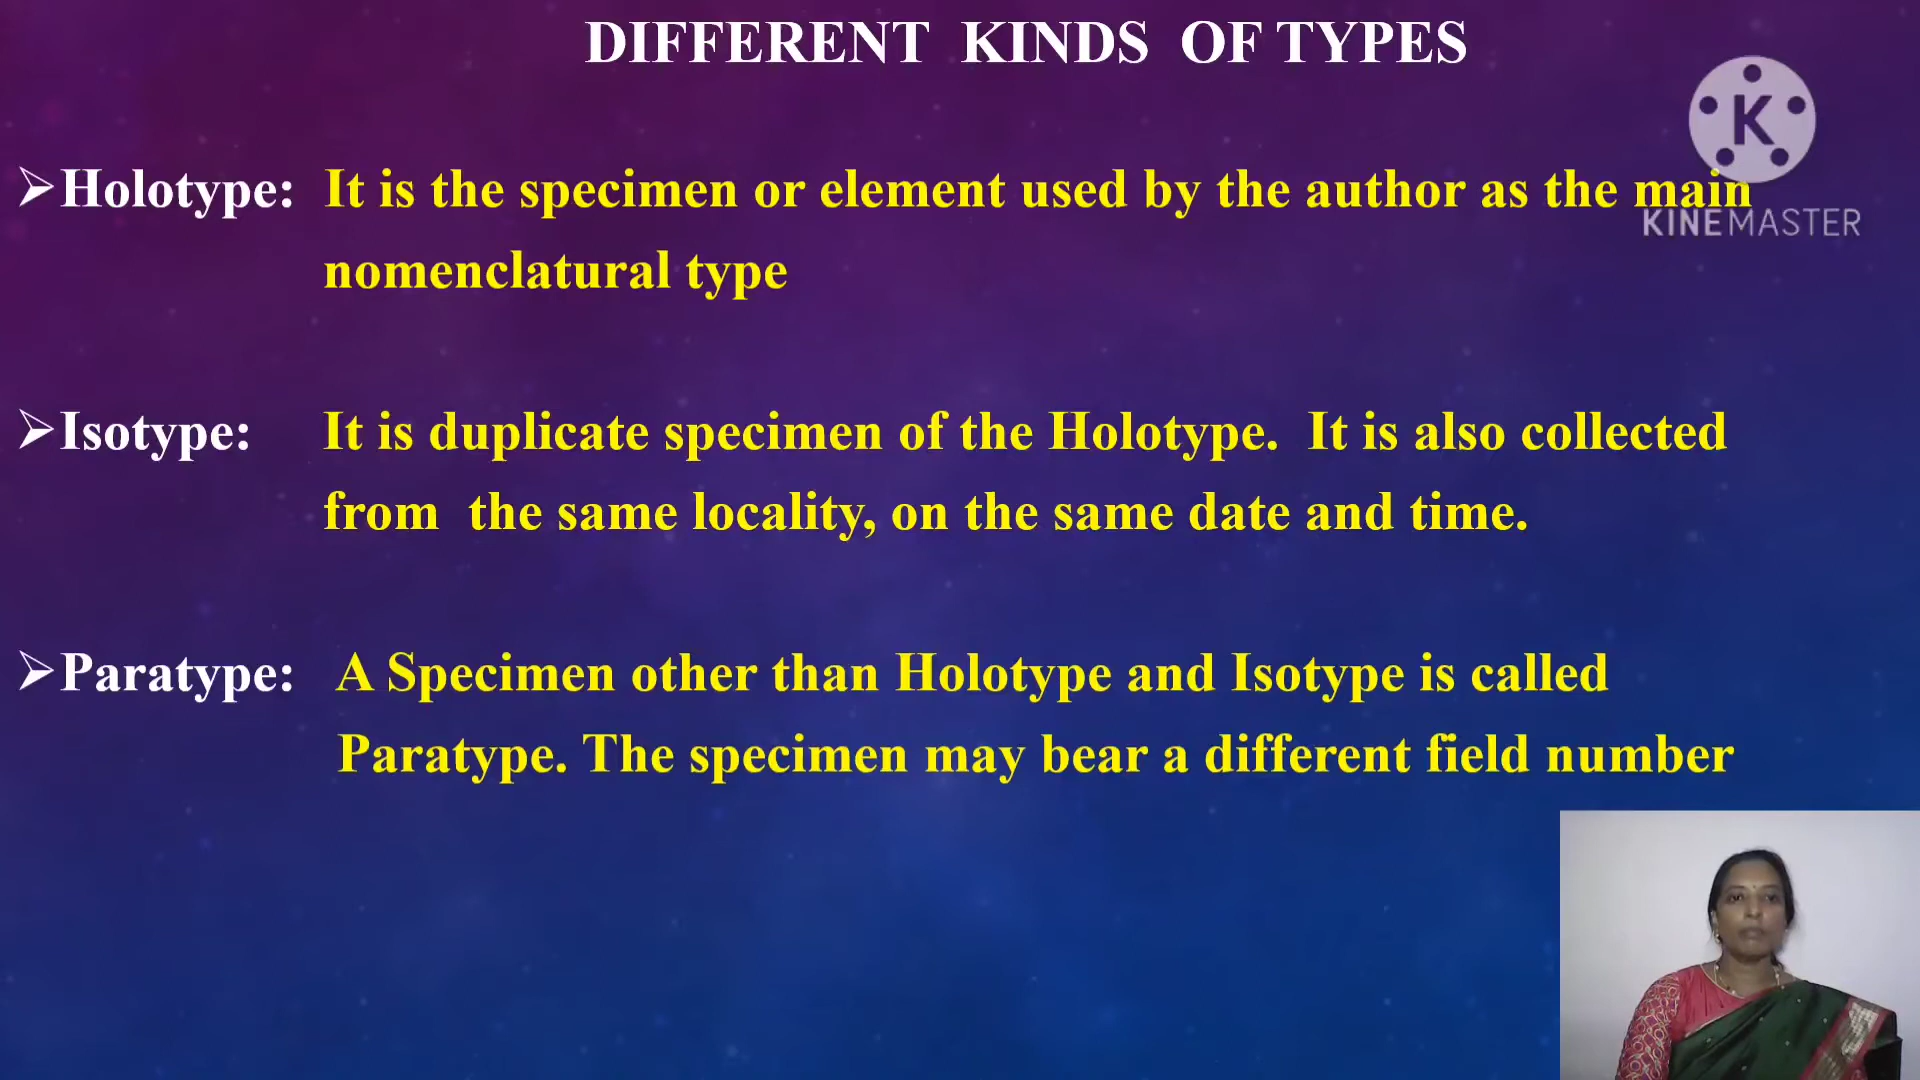 DIFFERENT KINDS OF TYPES
K
KINEMASTER
➢Holotype: It is the specimen or element used by the author as the main
nomenclatural type
➢Isotype: It is duplicate specimen of the Holotype. It is also collected
from the same locality, on the same date and time.
➢Paratype: A Specimen other than Holotype and Isotype is called
Paratype. The specimen may bear a different field number